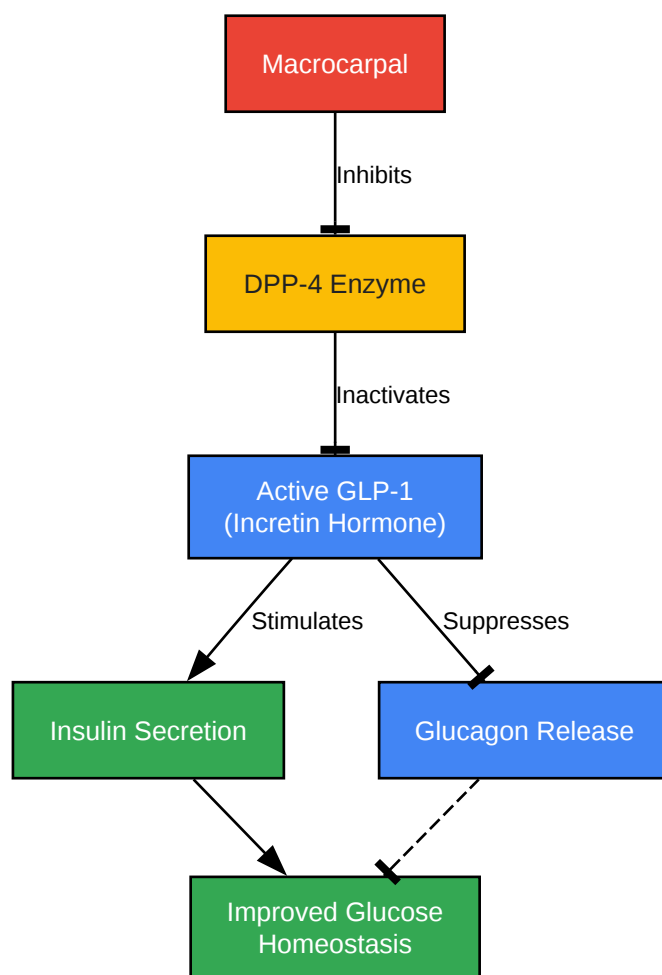 Macrocarpal
Inhibits
DPP-4 Enzyme
Inactivates
Active GLP-1
(Incretin Hormone)
Stimulates
Suppresses
Insulin Secretion
Glucagon Release
Improved Glucose
Homeostasis